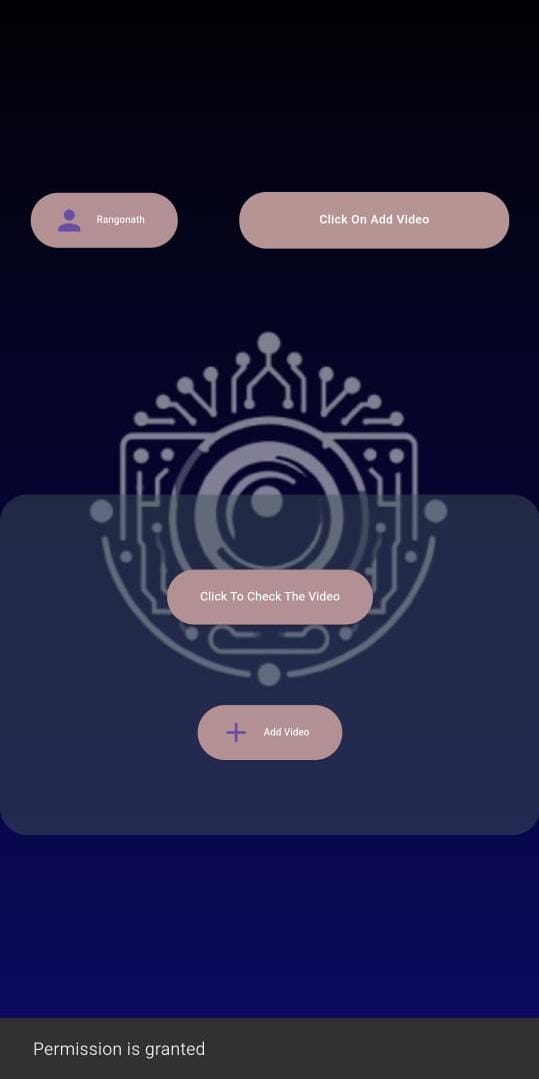 Rangonath
Click On Add Video
Click To Check The Video
Add Video
Permission is granted